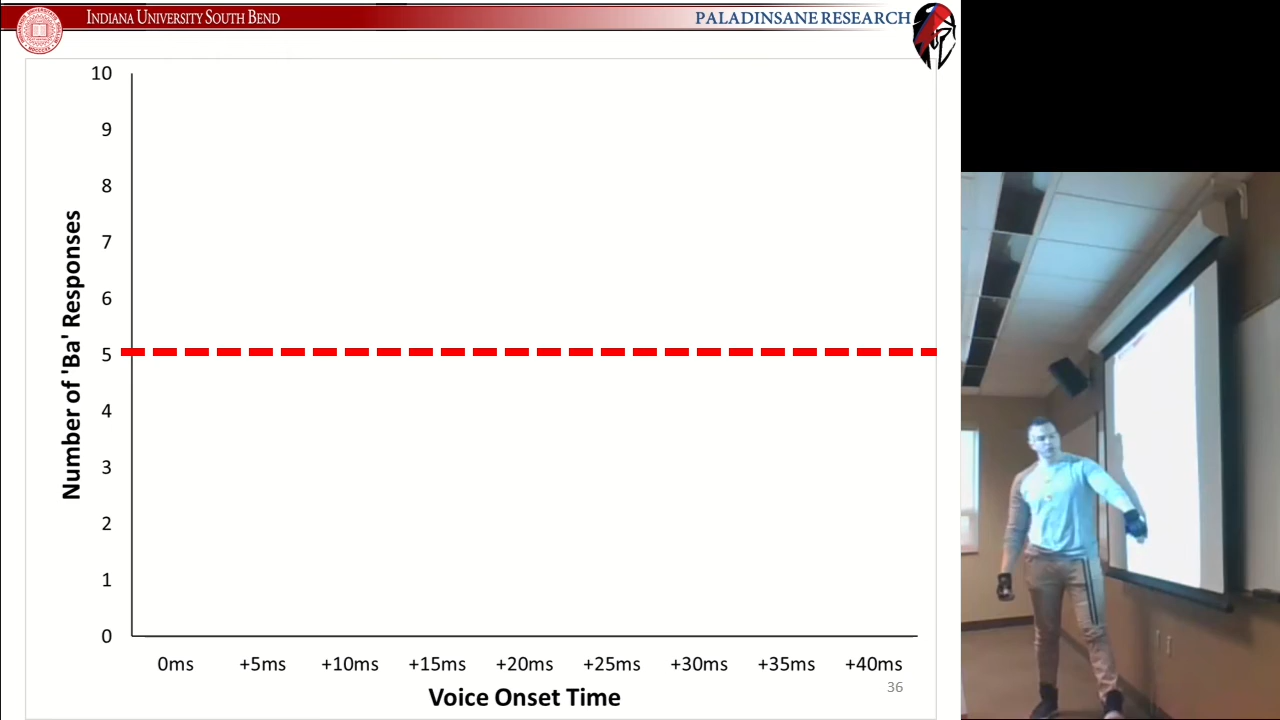 INDIANA UNIVERSITY SOUTH BEND
PALADINSANE RESEARCH
10
9
8
7
6
5
4
3
2
1
0
Number of 'Ba' Responses
0ms +5ms +10ms +15ms +20ms +25ms +30ms +35ms +40ms
Voice Onset Time
36